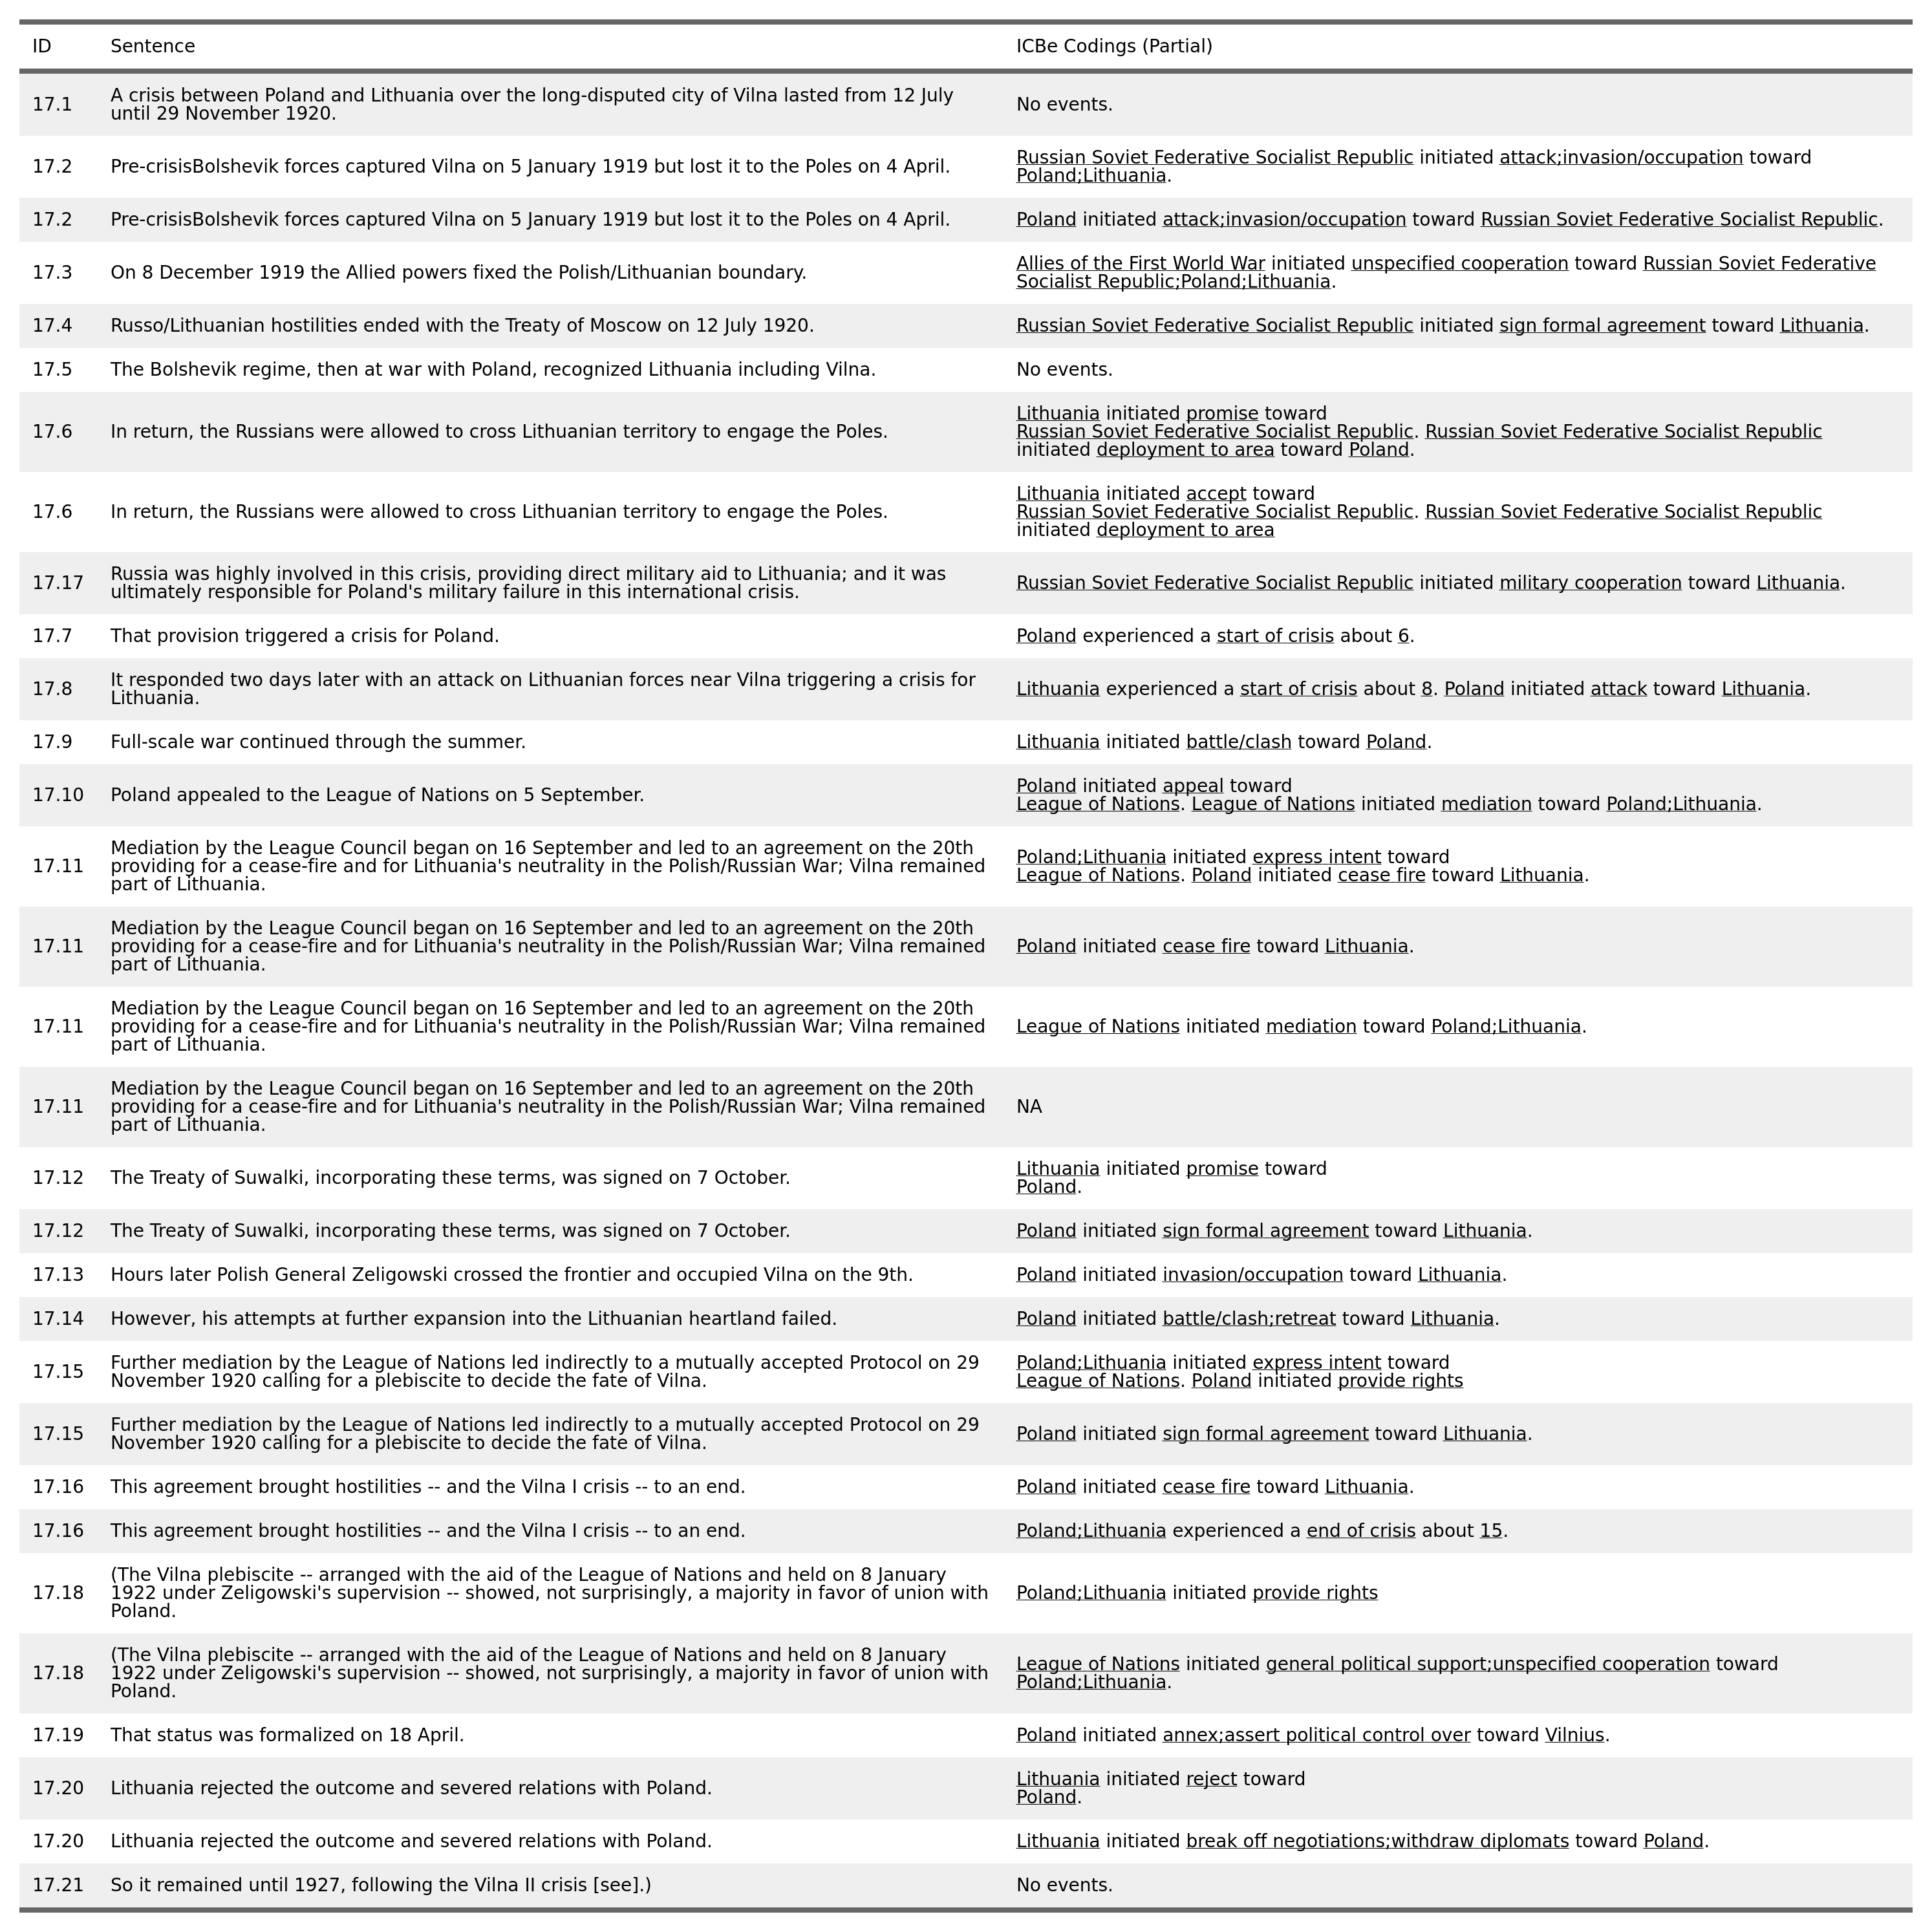 ID Sentence ICBe Codings (Partial)
17.1 A crisis between Poland and Lithuania over the long-disputed city of Vilna lasted from 12 July
until 29 November 1920. No events.
17.2 Pre-crisisBolshevik forces captured Vilna on 5 January 1919 but lost it to the Poles on 4 April. Russian Soviet Federative Socialist Republic initiated attack;invasion/occupation toward
Poland;Lithuania.
17.2 Pre-crisisBolshevik forces captured Vilna on 5 January 1919 but lost it to the Poles on 4 April. Poland initiated attack;invasion/occupation toward Russian Soviet Federative Socialist Republic.
17.3 On 8 December 1919 the Allied powers fixed the Polish/Lithuanian boundary. Allies of the First World War initiated unspecified cooperation toward Russian Soviet Federative
Socialist Republic;Poland;Lithuania.
17.4 Russo/Lithuanian hostilities ended with the Treaty of Moscow on 12 July 1920. Russian Soviet Federative Socialist Republic initiated sign formal agreement toward Lithuania.
17.5 The Bolshevik regime, then at war with Poland, recognized Lithuania including Vilna. No events.
17.6 In return, the Russians were allowed to cross Lithuanian territory to engage the Poles. Lithuania initiated promise toward
Russian Soviet Federative Socialist Republic. Russian Soviet Federative Socialist Republic
initiated deployment to area toward Poland.
17.6 In return, the Russians were allowed to cross Lithuanian territory to engage the Poles. Lithuania initiated accept toward
Russian Soviet Federative Socialist Republic. Russian Soviet Federative Socialist Republic
initiated deployment to area
17.17 Russia was highly involved in this crisis, providing direct military aid to Lithuania; and it was
ultimately responsible for Poland's military failure in this international crisis. Russian Soviet Federative Socialist Republic initiated military cooperation toward Lithuania.
17.7 That provision triggered a crisis for Poland. Poland experienced a start of crisis about 6.
17.8 It responded two days later with an attack on Lithuanian forces near Vilna triggering a crisis for
Lithuania. Lithuania experienced a start of crisis about 8. Poland initiated attack toward Lithuania.
17.9 Full-scale war continued through the summer. Lithuania initiated battle/clash toward Poland.
17.10 Poland appealed to the League of Nations on 5 September. Poland initiated appeal toward
League of Nations. League of Nations initiated mediation toward Poland;Lithuania.
17.11 Mediation by the League Council began on 16 September and led to an agreement on the 20th
providing for a cease-fire and for Lithuania's neutrality in the Polish/Russian War; Vilna remained
part of Lithuania. Poland;Lithuania initiated express intent toward
League of Nations. Poland initiated cease fire toward Lithuania.
17.11 Mediation by the League Council began on 16 September and led to an agreement on the 20th
providing for a cease-fire and for Lithuania's neutrality in the Polish/Russian War; Vilna remained
part of Lithuania. Poland initiated cease fire toward Lithuania.
17.11 Mediation by the League Council began on 16 September and led to an agreement on the 20th
providing for a cease-fire and for Lithuania's neutrality in the Polish/Russian War; Vilna remained
part of Lithuania. League of Nations initiated mediation toward Poland;Lithuania.
17.11 Mediation by the League Council began on 16 September and led to an agreement on the 20th
providing for a cease-fire and for Lithuania's neutrality in the Polish/Russian War; Vilna remained
part of Lithuania. NA
17.12 The Treaty of Suwalki, incorporating these terms, was signed on 7 October. Lithuania initiated promise toward
Poland.
17.12 The Treaty of Suwalki, incorporating these terms, was signed on 7 October. Poland initiated sign formal agreement toward Lithuania.
17.13 Hours later Polish General Zeligowski crossed the frontier and occupied Vilna on the 9th. Poland initiated invasion/occupation toward Lithuania.
17.14 However, his attempts at further expansion into the Lithuanian heartland failed. Poland initiated battle/clash;retreat toward Lithuania.
17.15 Further mediation by the League of Nations led indirectly to a mutually accepted Protocol on 29
November 1920 calling for a plebiscite to decide the fate of Vilna. Poland;Lithuania initiated express intent toward
League of Nations. Poland initiated provide rights
17.15 Further mediation by the League of Nations led indirectly to a mutually accepted Protocol on 29
November 1920 calling for a plebiscite to decide the fate of Vilna. Poland initiated sign formal agreement toward Lithuania.
17.16 This agreement brought hostilities -- and the Vilna I crisis -- to an end. Poland initiated cease fire toward Lithuania.
17.16 This agreement brought hostilities -- and the Vilna I crisis -- to an end. Poland;Lithuania experienced a end of crisis about 15.
17.18 (The Vilna plebiscite -- arranged with the aid of the League of Nations and held on 8 January
1922 under Zeligowski's supervision -- showed, not surprisingly, a majority in favor of union with
Poland. Poland;Lithuania initiated provide rights
17.18 (The Vilna plebiscite -- arranged with the aid of the League of Nations and held on 8 January
1922 under Zeligowski's supervision -- showed, not surprisingly, a majority in favor of union with
Poland. League of Nations initiated general political support;unspecified cooperation toward
Poland;Lithuania.
17.19 That status was formalized on 18 April. Poland initiated annex;assert political control over toward Vilnius.
17.20 Lithuania rejected the outcome and severed relations with Poland. Lithuania initiated reject toward
Poland.
17.20 Lithuania rejected the outcome and severed relations with Poland. Lithuania initiated break off negotiations;withdraw diplomats toward Poland.
17.21 So it remained until 1927, following the Vilna II crisis [see].) No events.